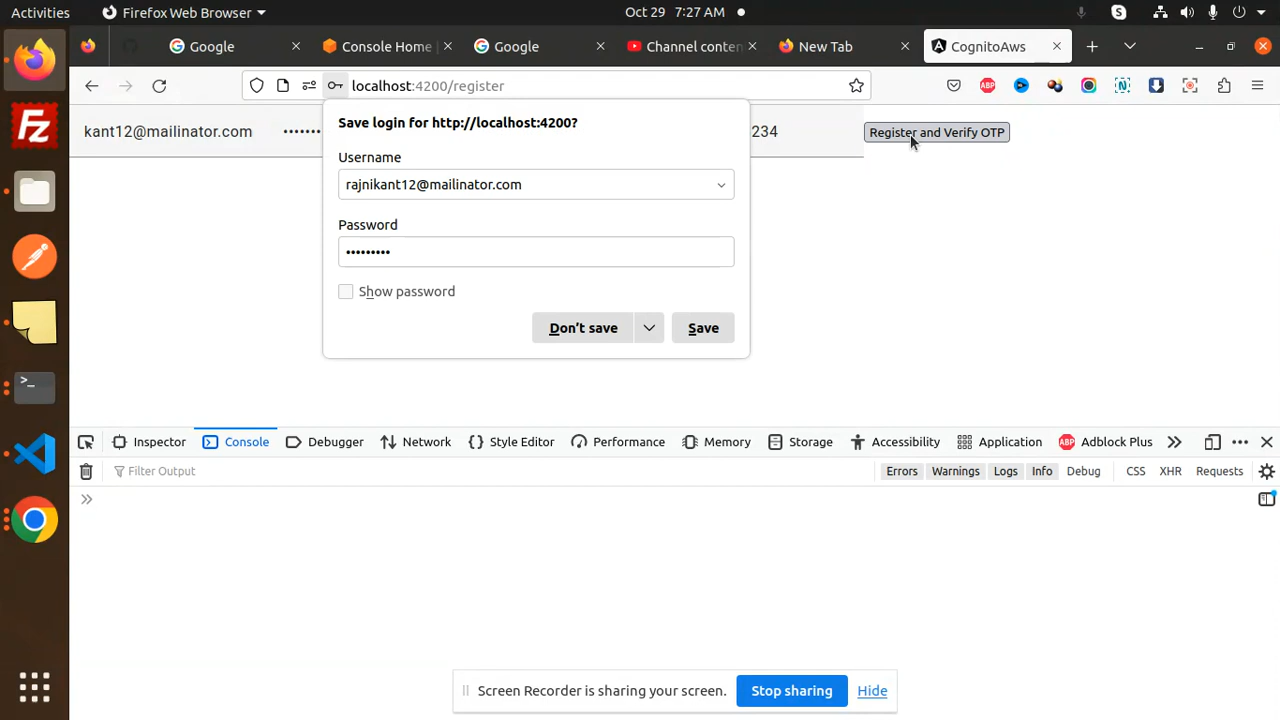 Activities
Firefox Web Browser
Oct 29 7:27 AM
Google
Console Home
Google
Channel conten
New Tab
CognitoAws
localhost:4200/register
ABP
N
kant12@mailinator.com
•••••••
234
Register and Verify OTP
Save login for http://localhost:4200?
Username
rajnikant12@mailinator.com
Password
•••••••••
Show password
Don't save
Save
Inspector
Console
Debugger
Network
Style Editor
Performance
Memory
Storage
Accessibility
Application
ABP
Adblock Plus
Filter Output
Errors
Warnings
Logs
Info
Debug
CSS
XHR
Requests
Screen Recorder is sharing your screen.
Stop sharing
Hide